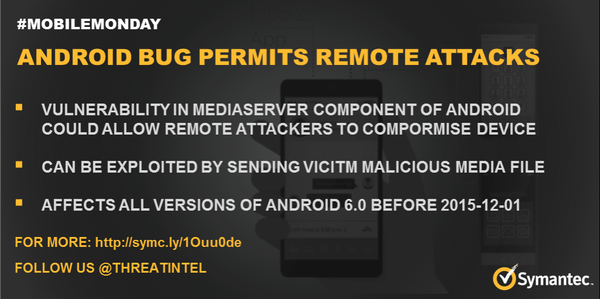 #MOBILEMONDAY
ANDROID BUG PERMITS REMOTE ATTACKS
▪ VULNERABILITY IN MEDIASERVER COMPONENT OF ANDROID
COULD ALLOW REMOTE ATTACKERS TO COMPORMISE DEVICE
▪ CAN BE EXPLOITED BY SENDING VICITM MALICIOUS MEDIA FILE
▪ AFFECTS ALL VERSIONS OF ANDROID 6.0 BEFORE 2015-12-01
FOR MORE: http://symc.ly/1Ouu0de
FOLLOW US @THREATINTEL
Symantec.